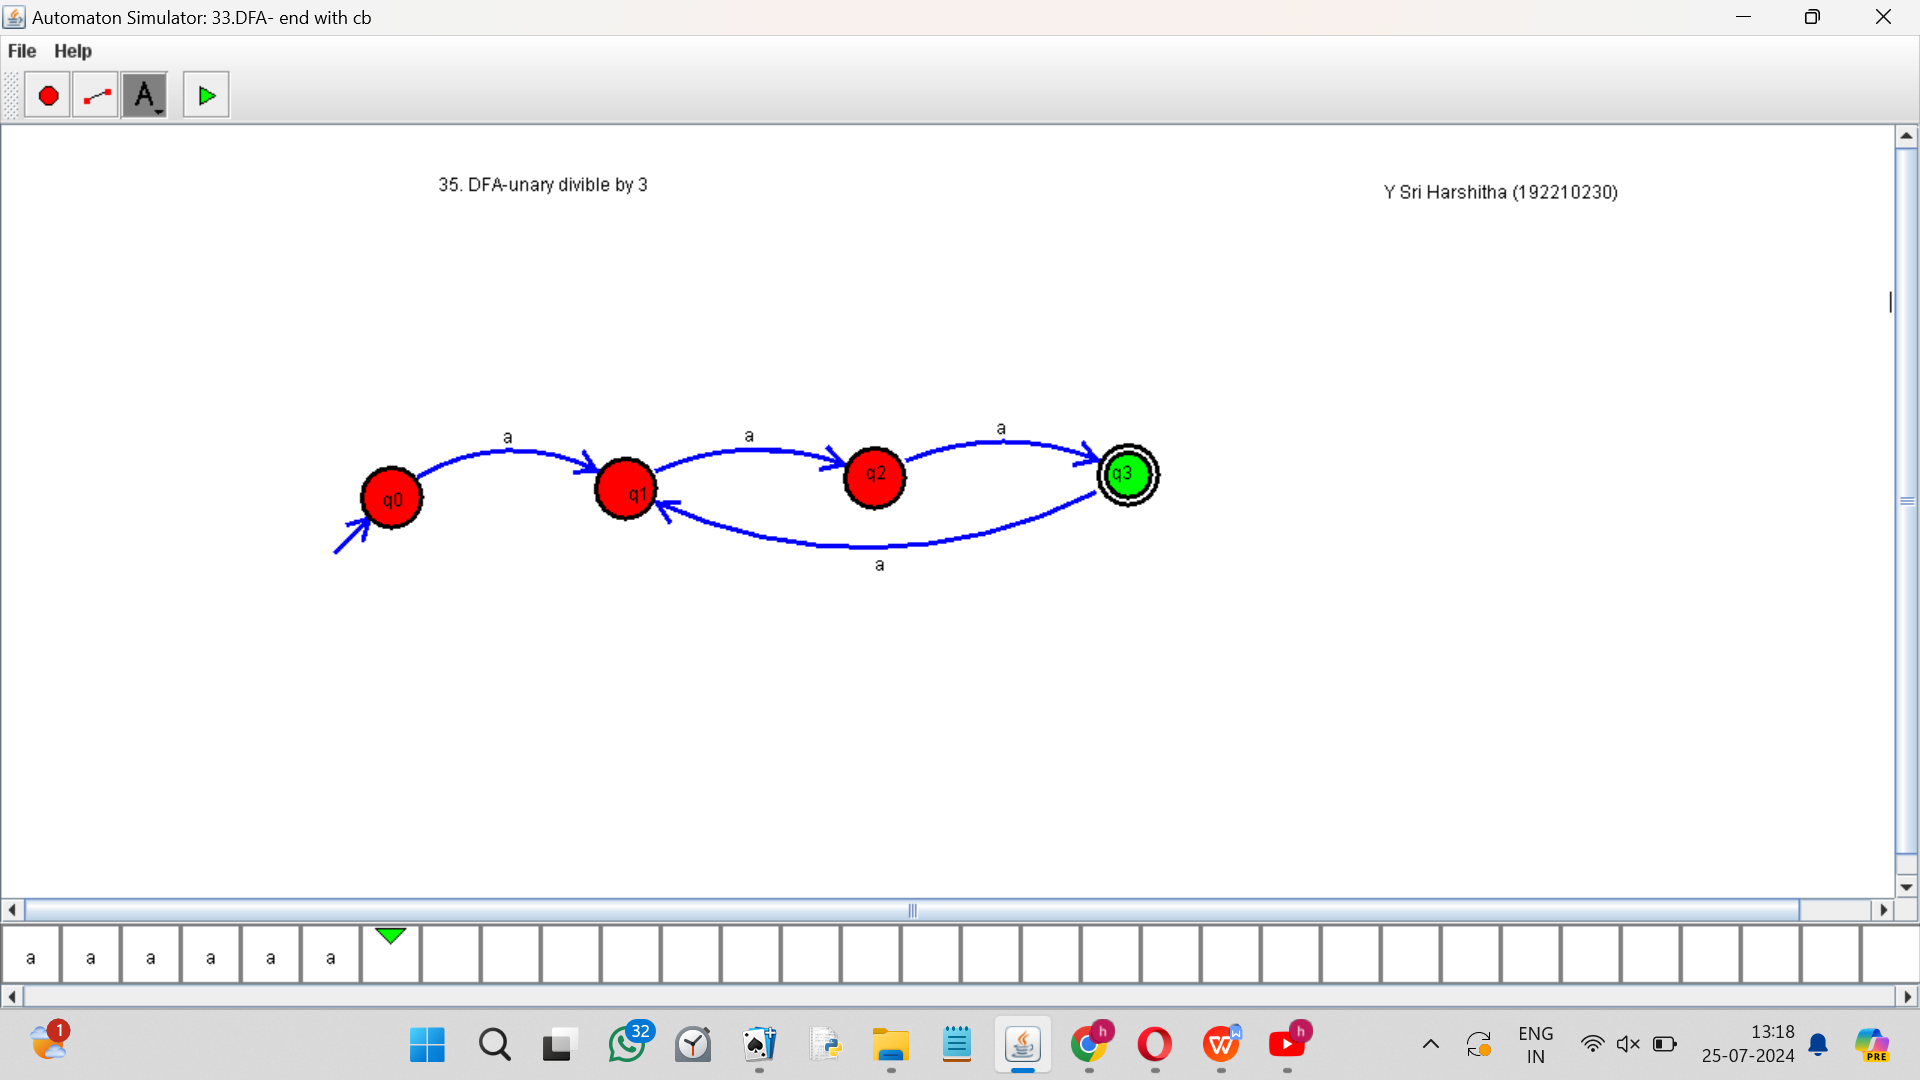 Automaton Simulator: 33.DFA- end with cb
File Help
A
35. DFA-unary divible by 3
Y Sri Harshitha (192210230)
a a a
q0 q1 q2 q3
a
a a a a a a
1
32
h
W
w
h
ENG
IN
13:18
25-07-2024
PRE